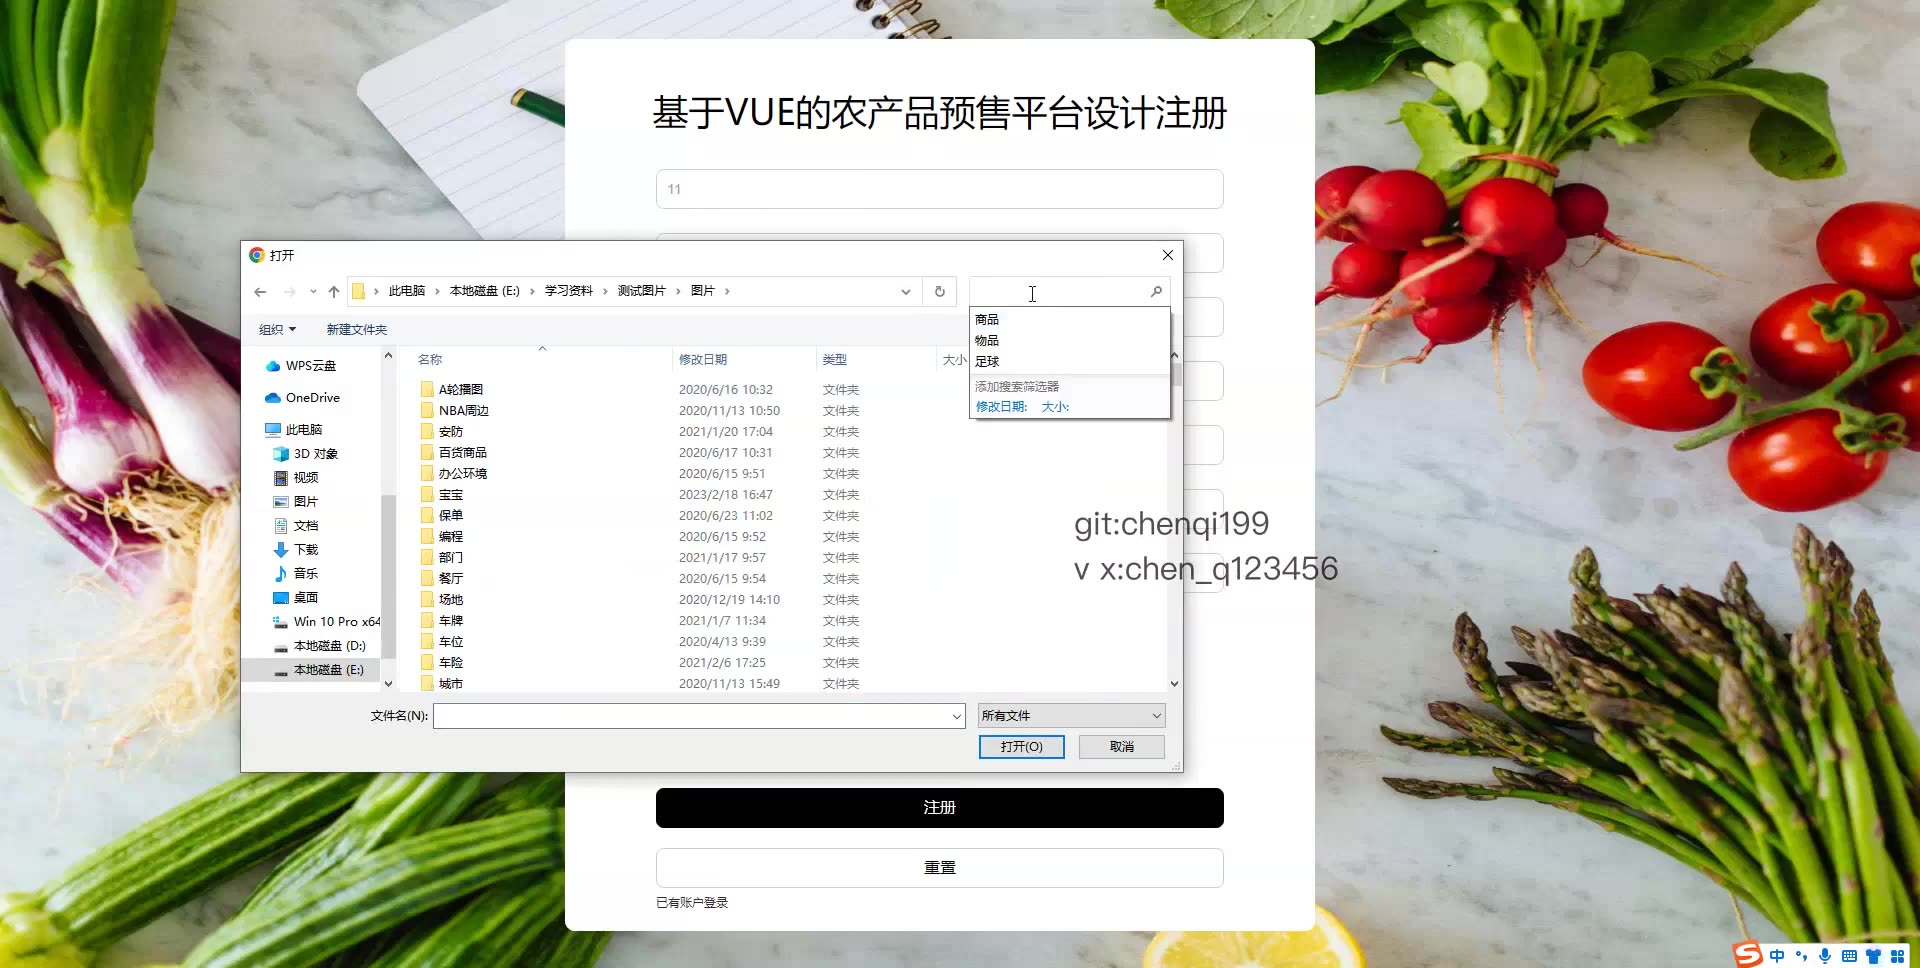 基于VUE的农产品预售平台设计注册
11
打开
此电脑 › 本地磁盘 (E:) › 学习资料 › 测试图片 › 图片 ›
组织
新建文件夹
商品
物品
足球
添加搜索筛选器
修改日期: 大小:
WPS云盘
OneDrive
此电脑
3D 对象
视频
图片
文档
下载
音乐
桌面
Win 10 Pro x64
本地磁盘 (D:)
本地磁盘 (E:)
名称 修改日期 类型 大小
A轮播图 2020/6/16 10:32 文件夹
NBA周边 2020/11/13 10:50 文件夹
安防 2021/1/20 17:04 文件夹
百货商品 2020/6/17 10:31 文件夹
办公环境 2020/6/15 9:51 文件夹
宝宝 2023/2/18 16:47 文件夹
保单 2020/6/23 11:02 文件夹
编程 2020/6/15 9:52 文件夹
部门 2021/1/17 9:57 文件夹
餐厅 2020/6/15 9:54 文件夹
场地 2020/12/19 14:10 文件夹
车牌 2021/1/7 11:34 文件夹
车位 2020/4/13 9:39 文件夹
车险 2021/2/6 17:25 文件夹
城市 2020/11/13 15:49 文件夹
git:chenqi199
v x:chen_q123456
文件名(N):
所有文件
打开(O)
取消
注册
重置
已有账户登录
中